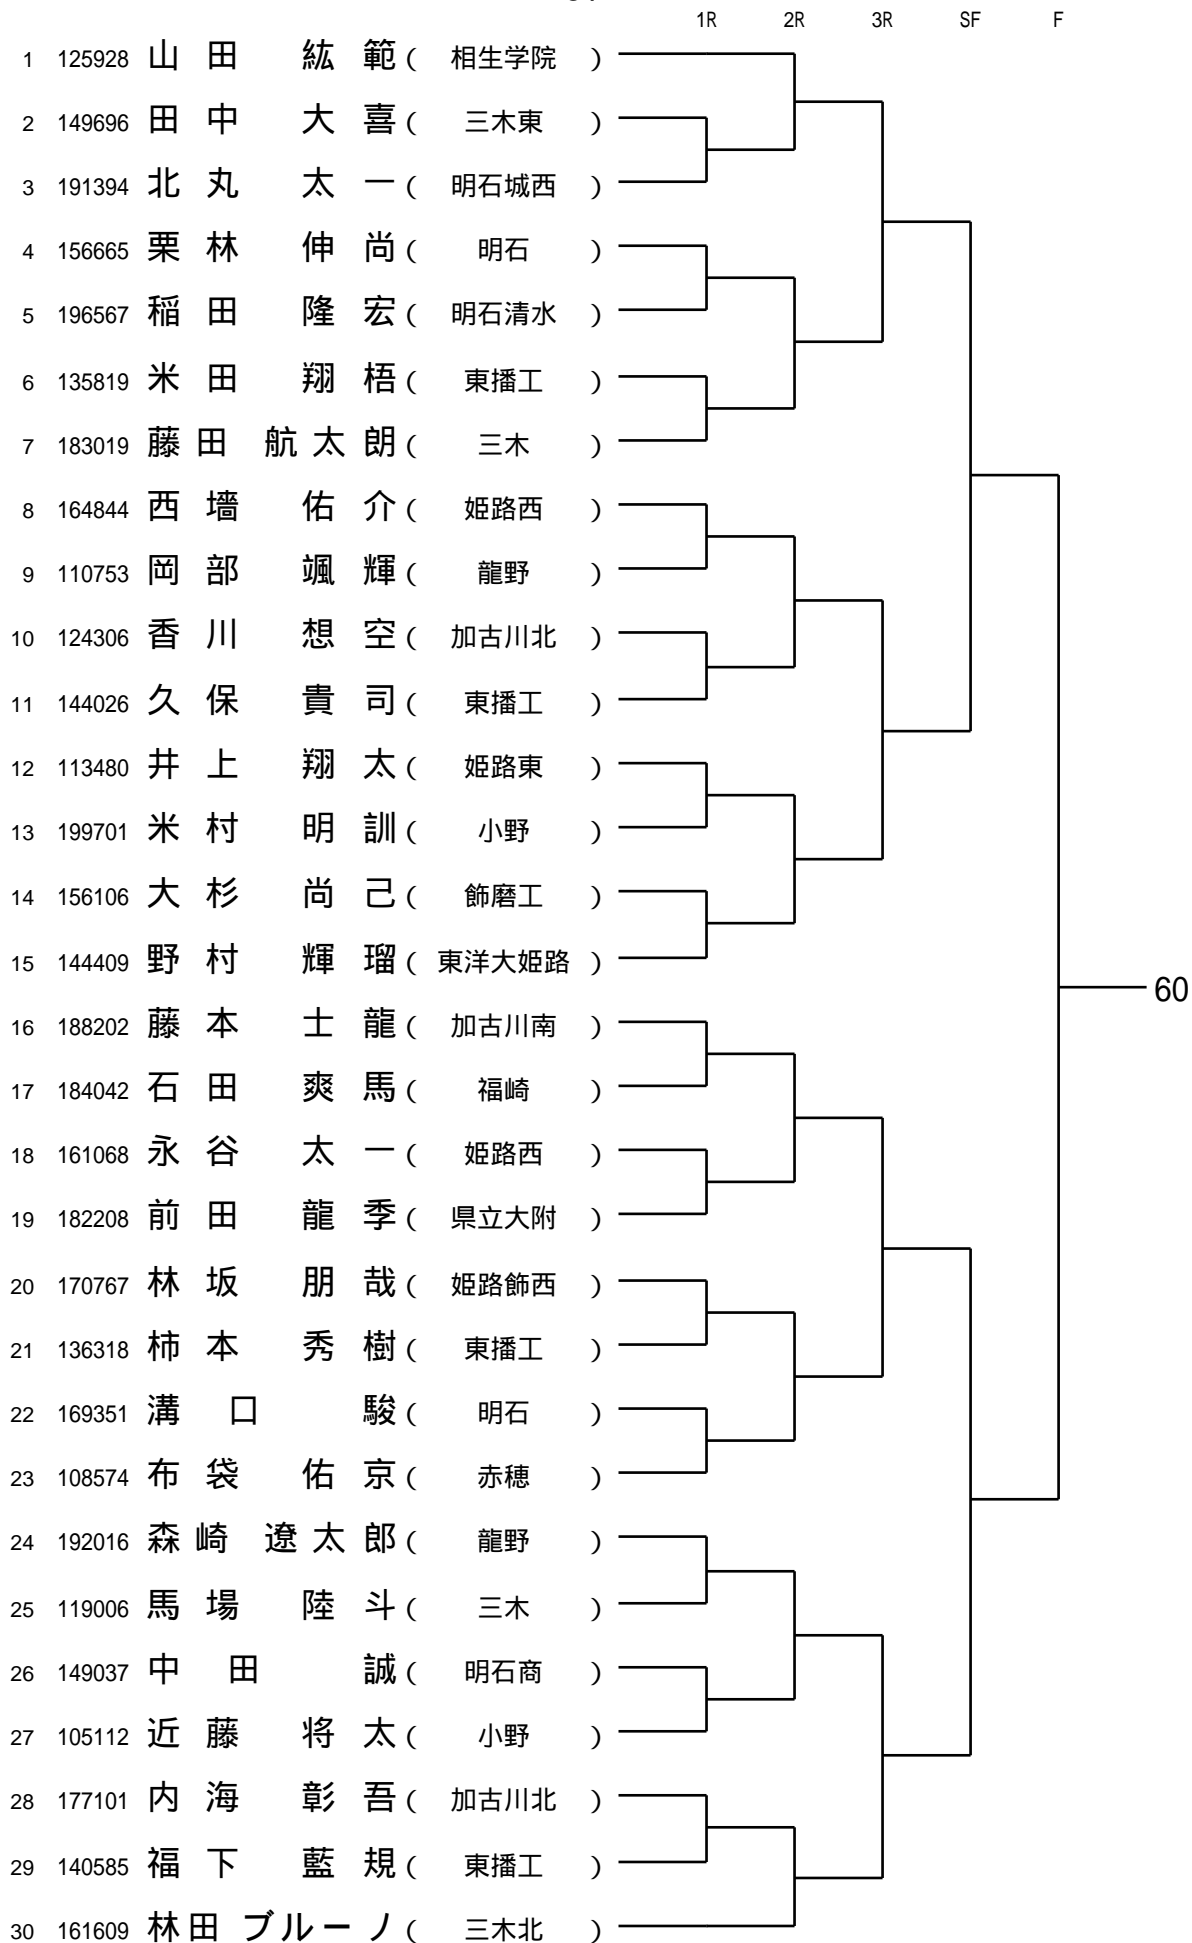 1R 2R 3R SF F
1 125928 山田 紘範 ( 相生学院 )
2 149696 田中 大喜 ( 三木東 )
3 191394 北丸 太一 ( 明石城西 )
4 156665 栗林 伸尚 ( 明石 )
5 196567 稲田 隆宏 ( 明石清水 )
6 135819 米田 翔梧 ( 東播工 )
7 183019 藤田 航太朗 ( 三木 )
8 164844 西墻 佑介 ( 姫路西 )
9 110753 岡部 颯輝 ( 龍野 )
10 124306 香川 想空 ( 加古川北 )
11 144026 久保 貴司 ( 東播工 )
12 113480 井上 翔太 ( 姫路東 )
13 199701 米村 明訓 ( 小野 )
14 156106 大杉 尚己 ( 飾磨工 )
15 144409 野村 輝瑠 ( 東洋大姫路 )
60
16 188202 藤本 士龍 ( 加古川南 )
17 184042 石田 爽馬 ( 福崎 )
18 161068 永谷 太一 ( 姫路西 )
19 182208 前田 龍季 ( 県立大附 )
20 170767 林坂 朋哉 ( 姫路飾西 )
21 136318 柿本 秀樹 ( 東播工 )
22 169351 溝口 駿 ( 明石 )
23 108574 布袋 佑京 ( 赤穂 )
24 192016 森崎 遼太郎 ( 龍野 )
25 119006 馬場 陸斗 ( 三木 )
26 149037 中田 誠 ( 明石商 )
27 105112 近藤 将太 ( 小野 )
28 177101 内海 彰吾 ( 加古川北 )
29 140585 福下 藍規 ( 東播工 )
30 161609 林田 ブルーノ ( 三木北 )